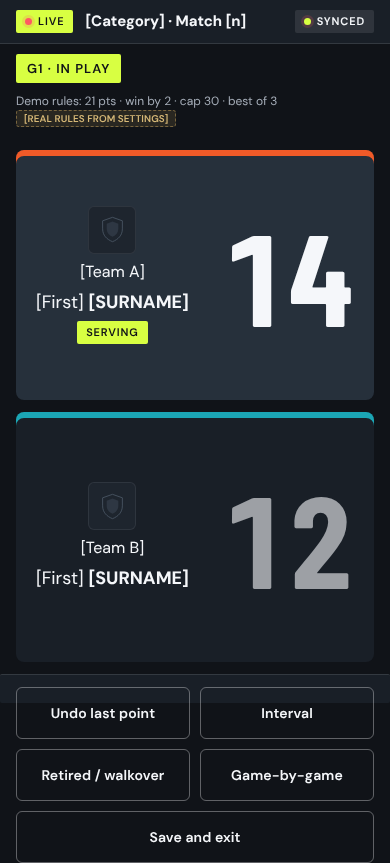 LIVE [Category] · Match [n] SYNCED
G1 · IN PLAY
Demo rules: 21 pts · win by 2 · cap 30 · best of 3
[REAL RULES FROM SETTINGS]
[Team A]
[First] [SURNAME]
SERVING
14
[Team B]
[First] [SURNAME]
12
Undo last point
Interval
Retired / walkover
Game-by-game
Save and exit